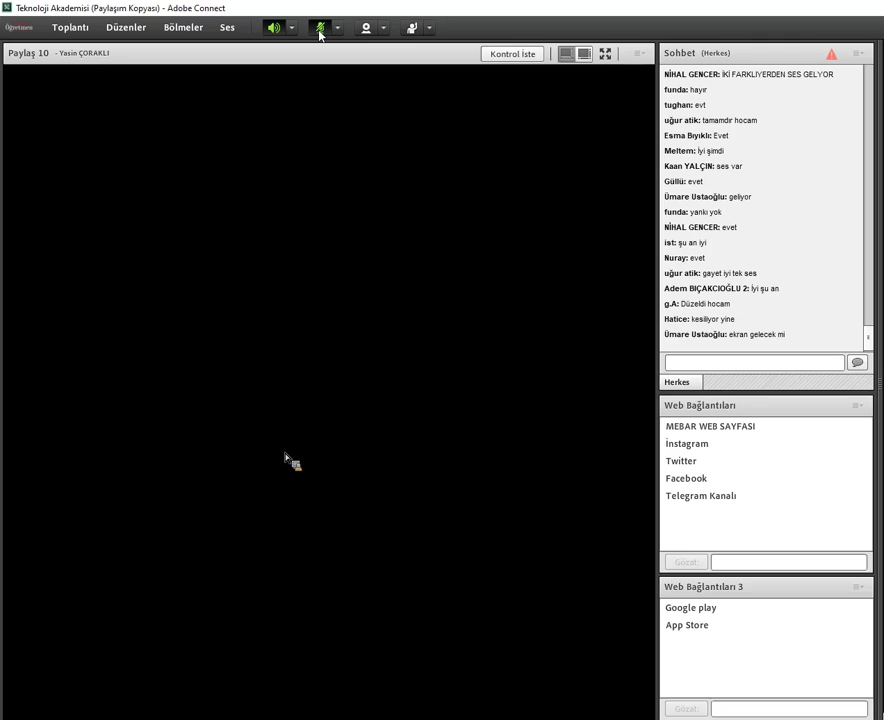 Teknoloji Akademisi (Paylaşım Kopyası) - Adobe Connect
Öğretmen
Toplantı Düzenler Bölmeler Ses
Paylaş 10 - Yasin ÇORAKLI
Kontrol İste
Sohbet (Herkes)
NİHAL GENCER: İKİ FARKLIYERDEN SES GELYOR
funda: hayır
tughan: evt
uğur atik: tamamdır hocam
Esma Bıyıklı: Evet
Meltem: İyi şimdi
Kaan YALÇIN: ses var
Güllü: evet
Ümare Ustaoğlu: geliyor
funda: yankı yok
NİHAL GENCER: evet
ist: şu an iyi
Nuray: evet
uğur atik: gayet iyi tek ses
Adem BIÇAKCIOĞLU 2: İyi şu an
g.A: Düzeldi hocam
Hatice: kesiliyor yine
Ümare Ustaoğlu: ekran gelecek mi
Herkes
Web Bağlantıları
MEBAR WEB SAYFASI
İnstagram
Twitter
Facebook
Telegram Kanalı
Gözat:
Web Bağlantıları 3
Google play
App Store
Gözat: